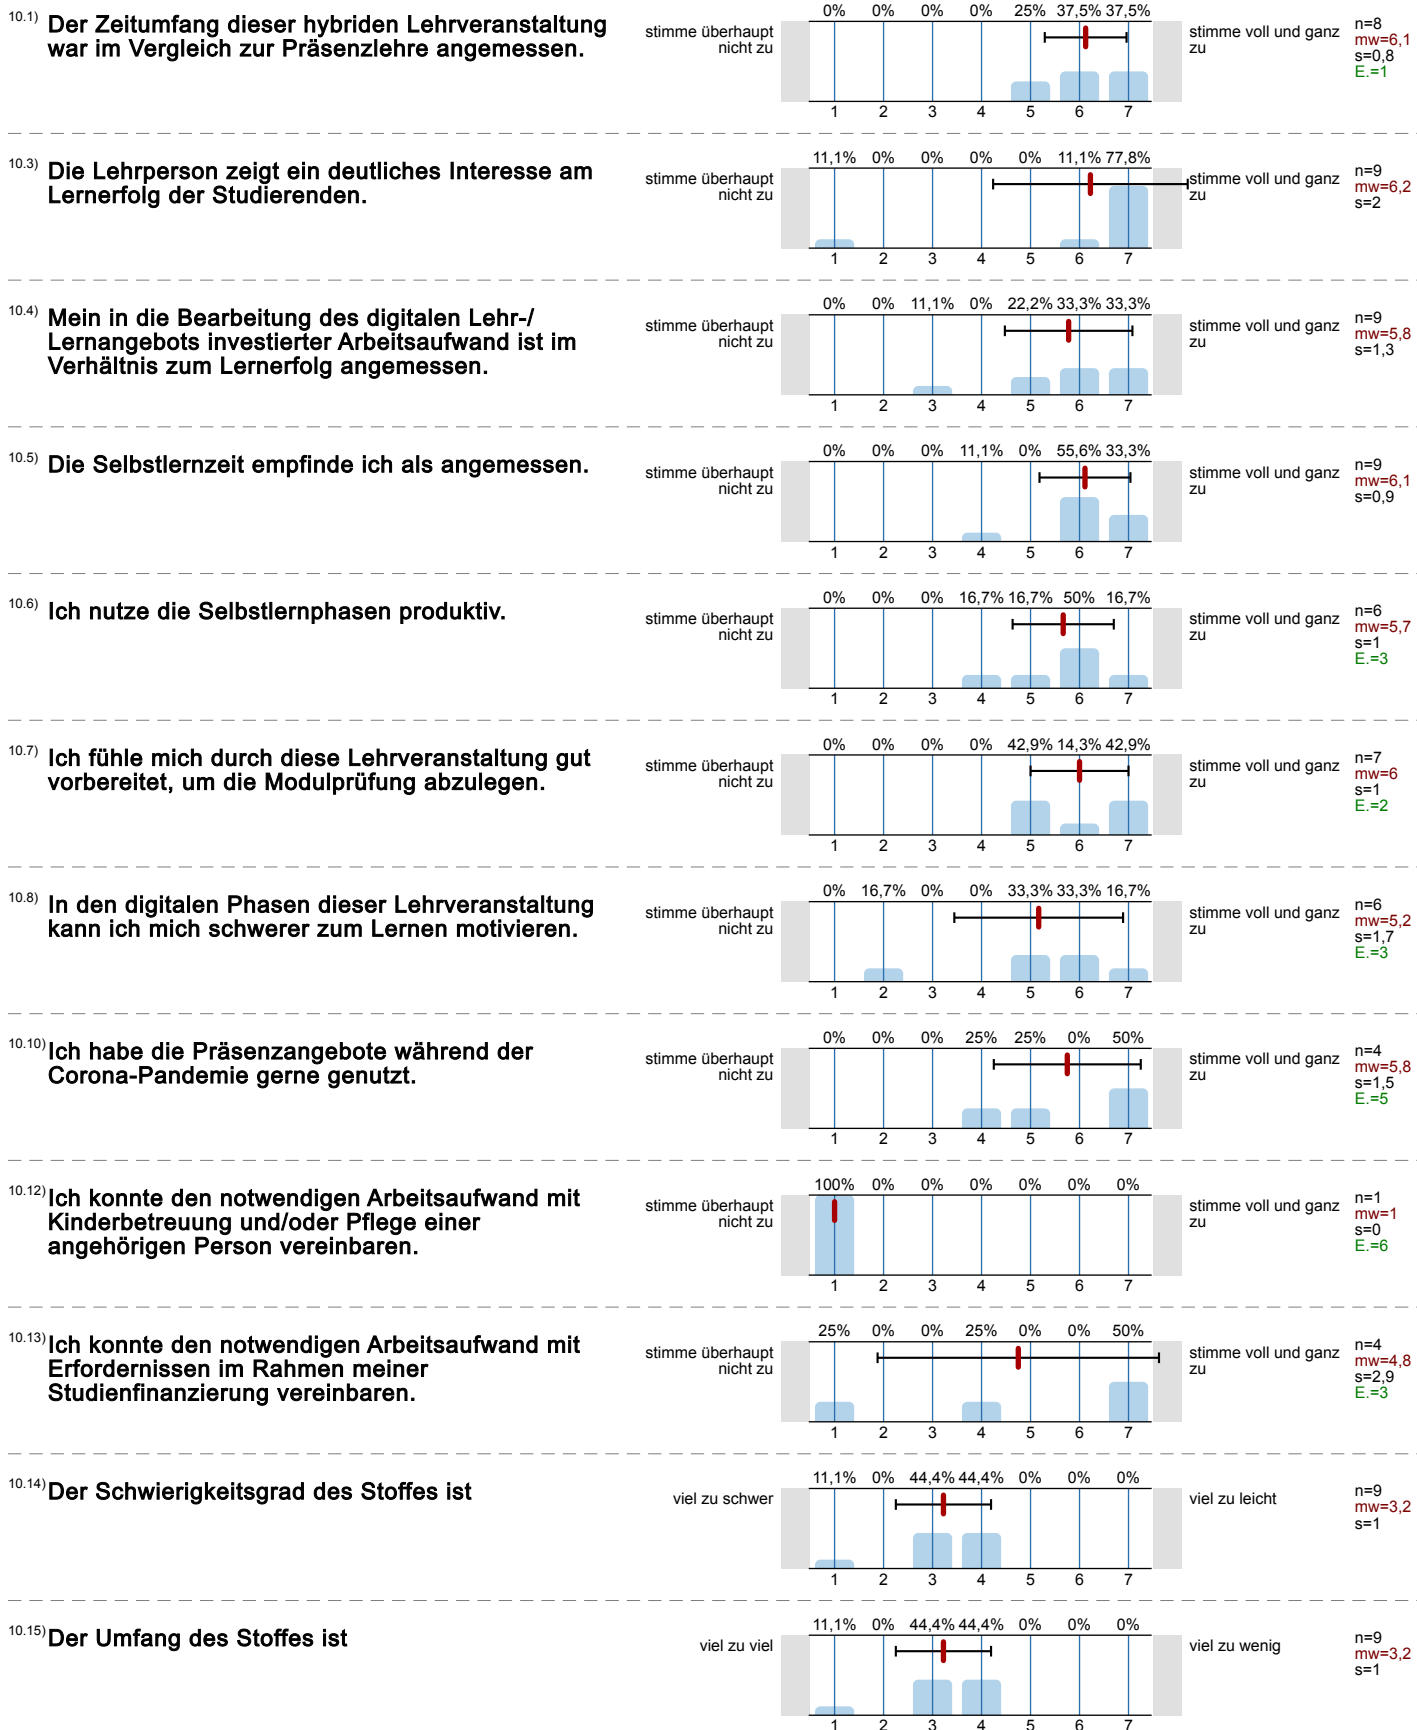 10.1) Der Zeitumfang dieser hybriden Lehrveranstaltung
war im Vergleich zur Präsenzlehre angemessen.
stimme überhaupt
nicht zu
0% 0% 0% 0% 25% 37,5% 37,5%
1 2 3 4 5 6 7
stimme voll und ganz
zu
n=8
mw=6,1
s=0,8
E.=1
10.3) Die Lehrperson zeigt ein deutliches Interesse am
Lernerfolg der Studierenden.
stimme überhaupt
nicht zu
11,1% 0% 0% 0% 0% 11,1% 77,8%
1 2 3 4 5 6 7
stimme voll und ganz
zu
n=9
mw=6,2
s=2
10.4) Mein in die Bearbeitung des digitalen Lehr-/
Lernangebots investierter Arbeitsaufwand ist im
Verhältnis zum Lernerfolg angemessen.
stimme überhaupt
nicht zu
0% 0% 11,1% 0% 22,2% 33,3% 33,3%
1 2 3 4 5 6 7
stimme voll und ganz
zu
n=9
mw=5,8
s=1,3
10.5) Die Selbstlernzeit empfinde ich als angemessen.
stimme überhaupt
nicht zu
0% 0% 0% 11,1% 0% 55,6% 33,3%
1 2 3 4 5 6 7
stimme voll und ganz
zu
n=9
mw=6,1
s=0,9
10.6) Ich nutze die Selbstlernphasen produktiv.
stimme überhaupt
nicht zu
0% 0% 0% 16,7% 16,7% 50% 16,7%
1 2 3 4 5 6 7
stimme voll und ganz
zu
n=6
mw=5,7
s=1
E.=3
10.7) Ich fühle mich durch diese Lehrveranstaltung gut
vorbereitet, um die Modulprüfung abzulegen.
stimme überhaupt
nicht zu
0% 0% 0% 0% 42,9% 14,3% 42,9%
1 2 3 4 5 6 7
stimme voll und ganz
zu
n=7
mw=6
s=1
E.=2
10.8) In den digitalen Phasen dieser Lehrveranstaltung
kann ich mich schwerer zum Lernen motivieren.
stimme überhaupt
nicht zu
0% 16,7% 0% 0% 33,3% 33,3% 16,7%
1 2 3 4 5 6 7
stimme voll und ganz
zu
n=6
mw=5,2
s=1,7
E.=3
10.10) Ich habe die Präsenzangebote während der
Corona-Pandemie gerne genutzt.
stimme überhaupt
nicht zu
0% 0% 0% 25% 25% 0% 50%
1 2 3 4 5 6 7
stimme voll und ganz
zu
n=4
mw=5,8
s=1,5
E.=5
10.12) Ich konnte den notwendigen Arbeitsaufwand mit
Kinderbetreuung und/oder Pflege einer
angehörigen Person vereinbaren.
stimme überhaupt
nicht zu
100% 0% 0% 0% 0% 0% 0%
1 2 3 4 5 6 7
stimme voll und ganz
zu
n=1
mw=1
s=0
E.=6
10.13) Ich konnte den notwendigen Arbeitsaufwand mit
Erfordernissen im Rahmen meiner
Studienfinanzierung vereinbaren.
stimme überhaupt
nicht zu
25% 0% 0% 25% 0% 0% 50%
1 2 3 4 5 6 7
stimme voll und ganz
zu
n=4
mw=4,8
s=2,9
E.=3
10.14) Der Schwierigkeitsgrad des Stoffes ist
viel zu schwer
11,1% 0% 44,4% 44,4% 0% 0% 0%
1 2 3 4 5 6 7
viel zu leicht
n=9
mw=3,2
s=1
10.15) Der Umfang des Stoffes ist
viel zu viel
11,1% 0% 44,4% 44,4% 0% 0% 0%
1 2 3 4 5 6 7
viel zu wenig
n=9
mw=3,2
s=1